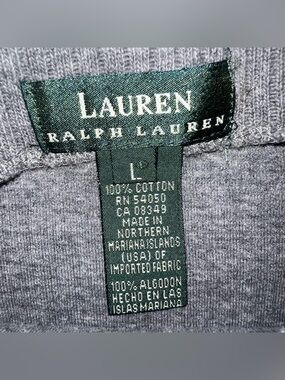 LAUREN
RALPH LAUREN
L
100% COTTON
RN 54050
CA 08349
MADE IN
NORTHERN
MARIANA ISLANDS
(USA) OF
IMPORTED FABRIC
100% ALGODON
HECHO EN LAS
ISLAS MARIANA